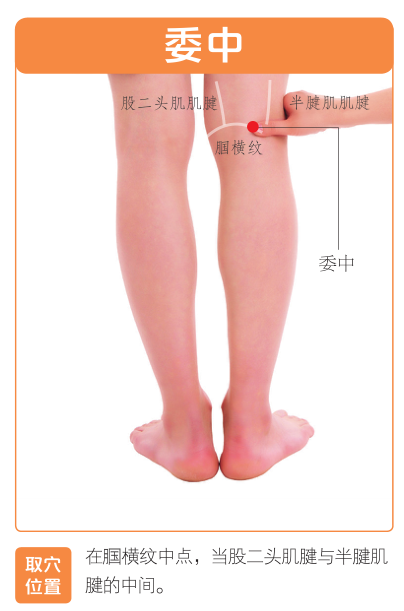 委中
股二头肌肌腱
半腱肌肌腱
腘横纹
委中
取穴
位置
在腘横纹中点，当股二头肌腱与半腱肌
腱的中间。